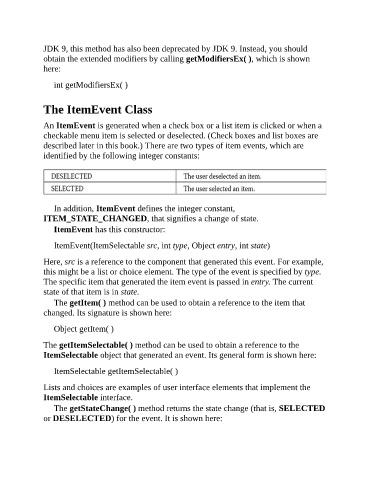 JDK 9, this method has also been deprecated by JDK 9. Instead, you should
obtain the extended modifiers by calling getModifiersEx( ), which is shown
here:
int getModifiersEx( )
The ItemEvent Class
An ItemEvent is generated when a check box or a list item is clicked or when a
checkable menu item is selected or deselected. (Check boxes and list boxes are
described later in this book.) There are two types of item events, which are
identified by the following integer constants:
DESELECTED The user deselected an item.
SELECTED The user selected an item.
In addition, ItemEvent defines the integer constant,
ITEM_STATE_CHANGED, that signifies a change of state.
ItemEvent has this constructor:
ItemEvent(ItemSelectable src, int type, Object entry, int state)
Here, src is a reference to the component that generated this event. For example,
this might be a list or choice element. The type of the event is specified by type.
The specific item that generated the item event is passed in entry. The current
state of that item is in state.
The getItem( ) method can be used to obtain a reference to the item that
changed. Its signature is shown here:
Object getItem( )
The getItemSelectable( ) method can be used to obtain a reference to the
ItemSelectable object that generated an event. Its general form is shown here:
ItemSelectable getItemSelectable( )
Lists and choices are examples of user interface elements that implement the
ItemSelectable interface.
The getStateChange( ) method returns the state change (that is, SELECTED
or DESELECTED) for the event. It is shown here: